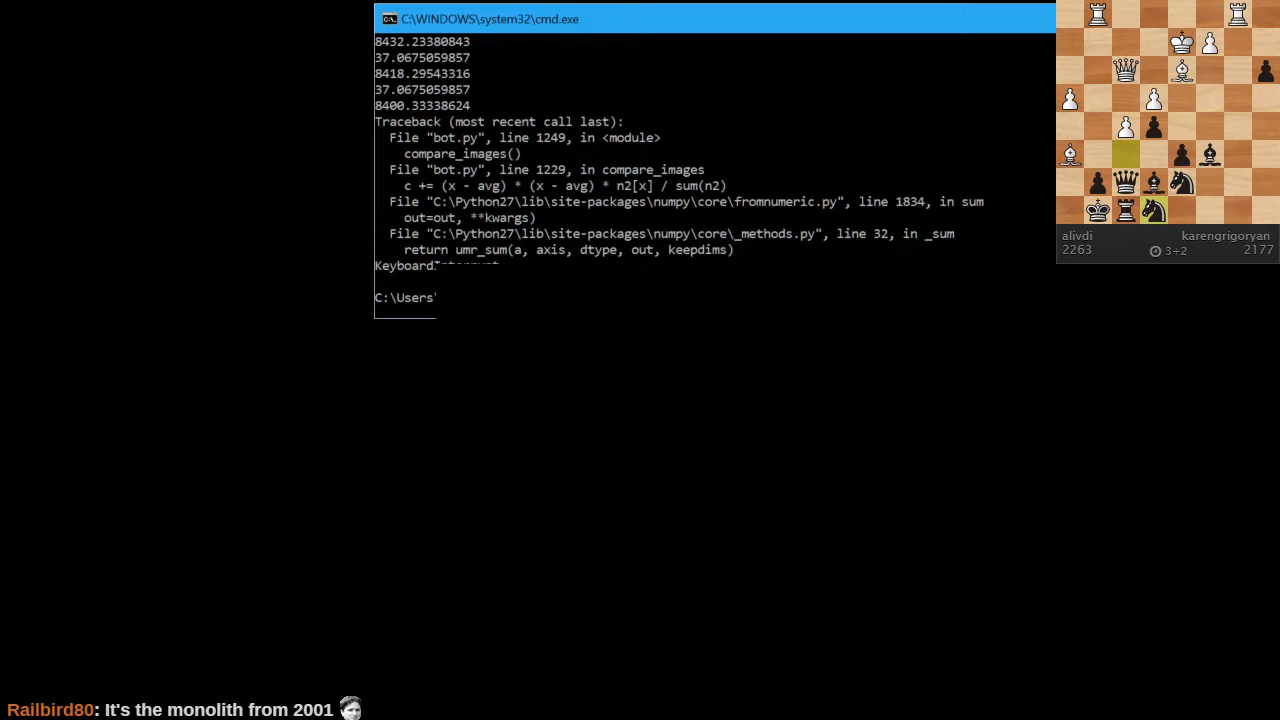 C:\WINDOWS\system32\cmd.exe
8432.23380843
37.0675059857
8418.29543316
37.0675059857
8400.33338624
Traceback (most recent call last):
File "bot.py", line 1249, in <module>
compare_images()
File "bot.py", line 1229, in compare_images
c += (x - avg) * (x - avg) * n2[x] / sum(n2)
File "C:\Python27\lib\site-packages\numpy\core\fromnumeric.py", line 1834, in sum
out=out, **kwargs)
File "C:\Python27\lib\site-packages\numpy\core\_methods.py", line 32, in _sum
return umr_sum(a, axis, dtype, out, keepdims)
KeyboardInterrupt
C:\Users
alivdi karengrigoryan
2263 3+2 2177
Railbird80: It's the monolith from 2001